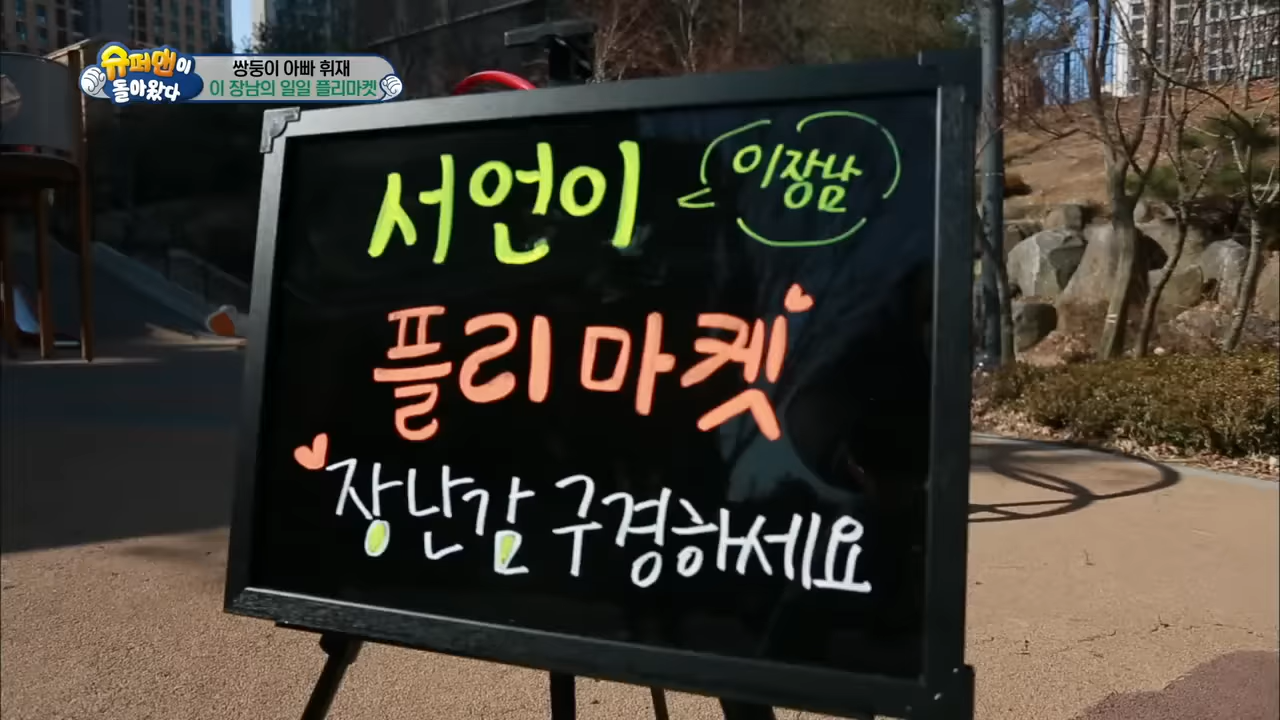 슈퍼맨이
돌아왔다
쌍둥이 아빠 휘재
이 장남의 일일 플리마켓
서언이
이장남
플리마켓
장난감 구경하세요